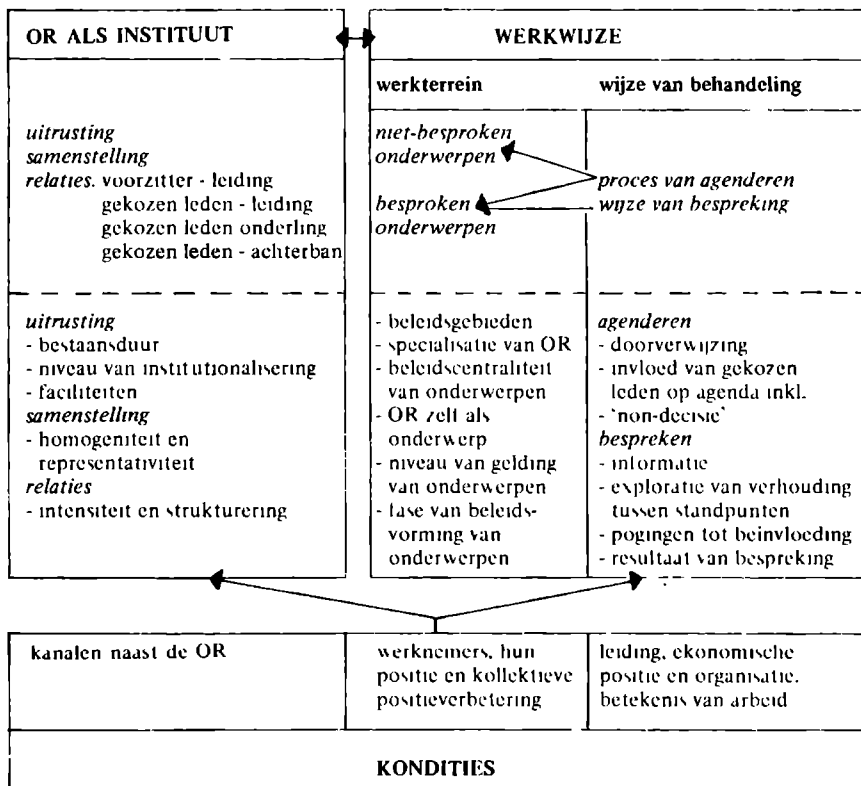 OR ALS INSTITUUT
WERKWIJZE
werkterrein
wijze van behandeling
uitrusting
samenstelling
relaties. voorzitter - leiding
gekozen leden - leiding
gekozen leden onderling
gekozen leden - achterban
niet-besproken
onderwerpen
besproken
onderwerpen
proces van agenderen
wijze van bespreking
uitrusting
- bestaansduur
- niveau van institutionalisering
- faciliteiten
samenstelling
- homogeniteit en
representativiteit
relaties
- intensiteit en strukturering
- beleidsgebieden
- specialisatie van OR
- beleidscentraliteit
van onderwerpen
- OR zelf als
onderwerp
- niveau van gelding
van onderwerpen
- fase van beleids-
vorming van
onderwerpen
agenderen
- doorverwijzing
- invloed van gekozen
leden op agenda inkl.
- 'non-decisie'
bespreken
- informatie
- exploratie van verhouding
tussen standpunten
- pogingen tot beinvloeding
- resultaat van bespreking
kanalen naast de OR
werknemers, hun
positie en kollektieve
positieverbetering
leiding, ekonomische
positie en organisatie.
betekenis van arbeid
KONDITIES